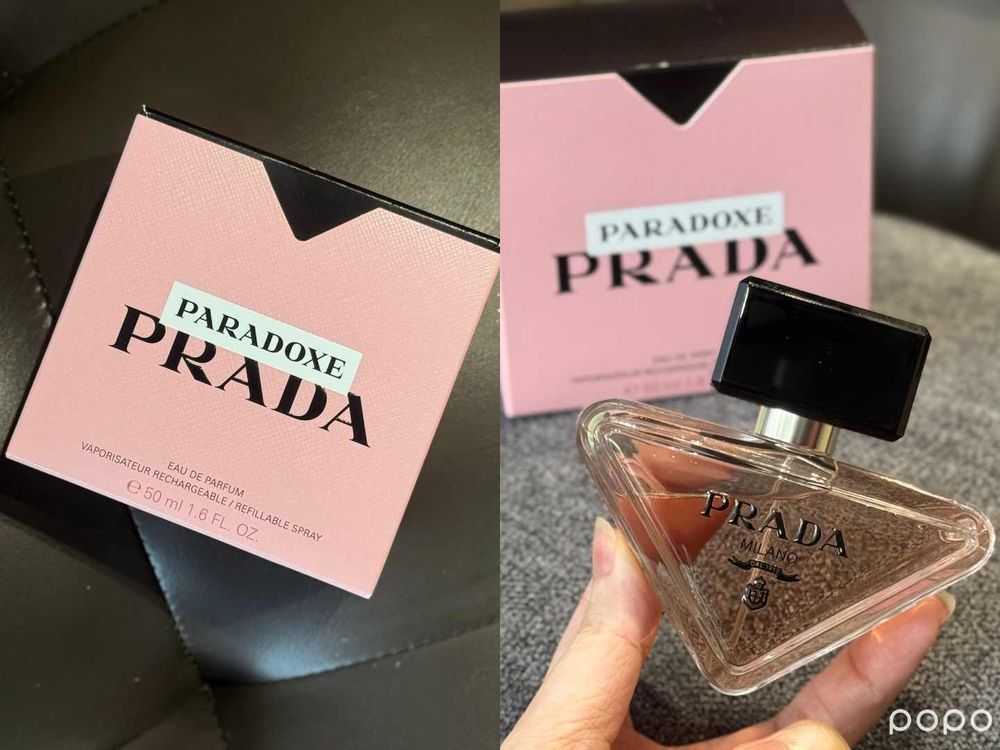 PARADOXE
PRADA
EAU DE PARFUM
VAPORISATEUR RECHARGEABLE / REFILLABLE SPRAY
e 50 ml 1.6 FL. OZ.
PARADOXE
PRADA
PRADA
MILANO
popo